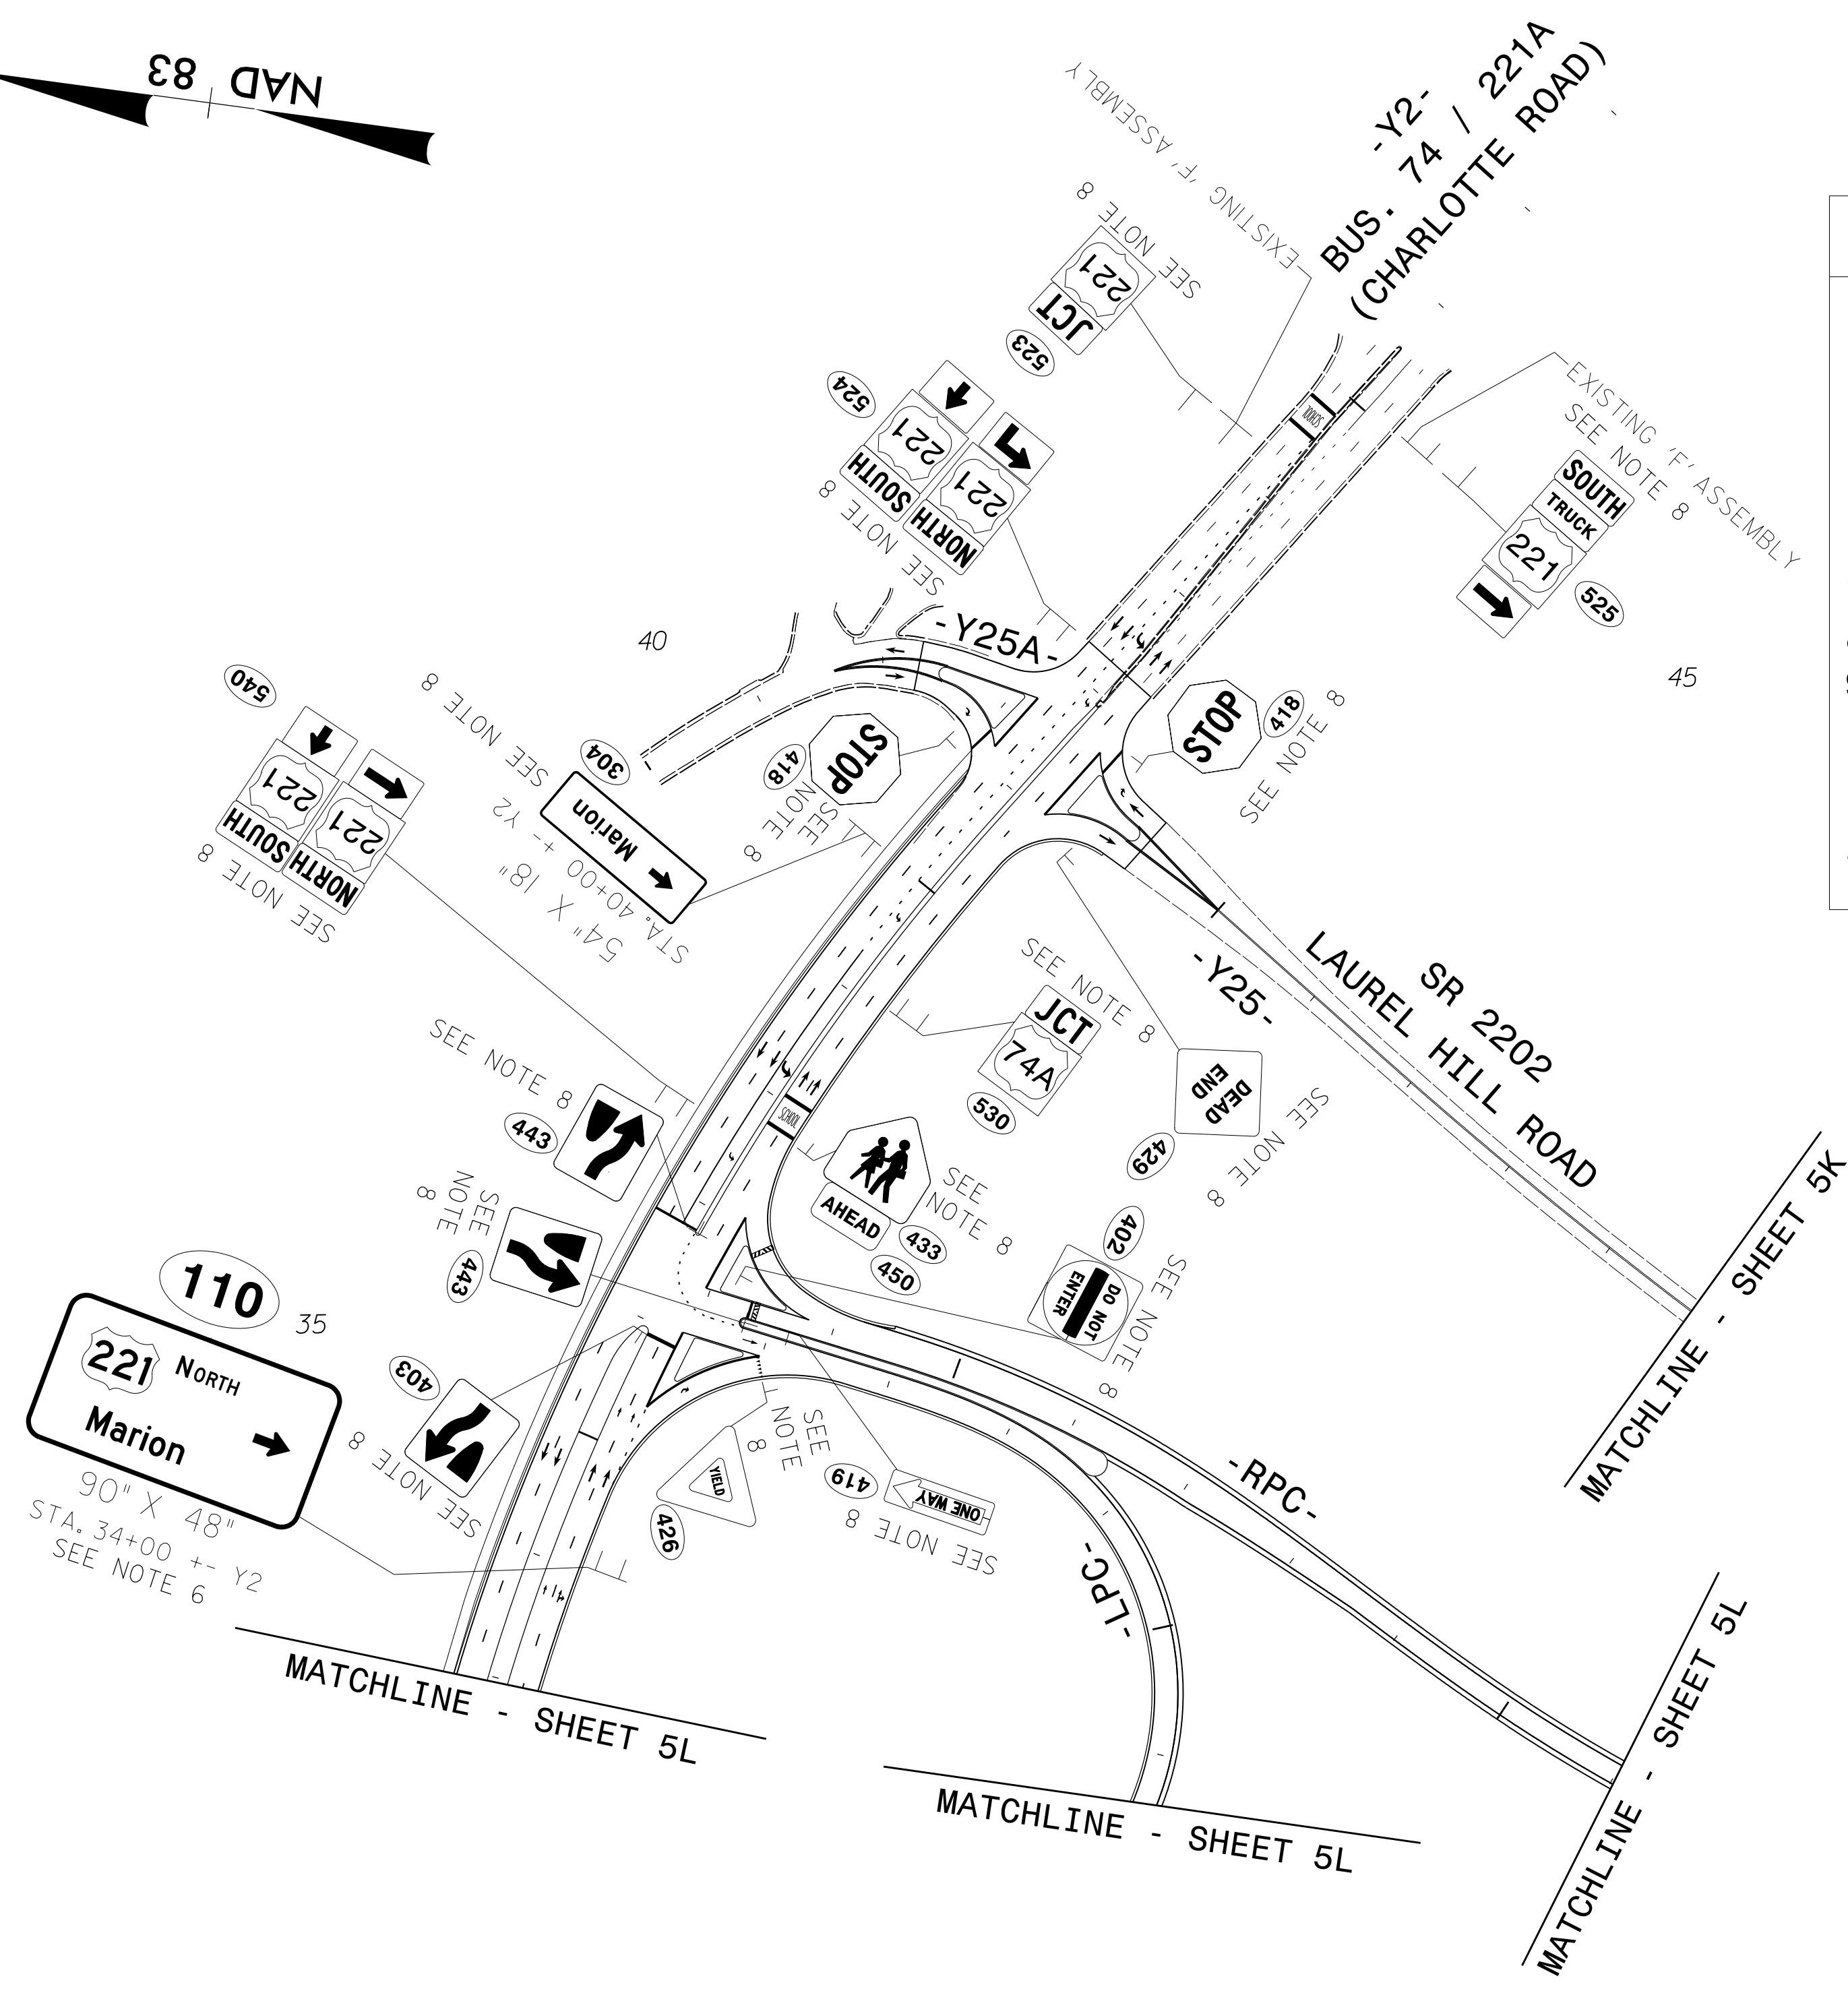 NAD 83
-Y2-
BUS. 74 / 221A
(CHARLOTTE ROAD)
EXISTING 'F' ASSEMBLY
SEE NOTE 8
JCT
221
523
524
SOUTH
221
NORTH
221
SEE NOTE 8
SCHOOL
EXISTING 'F' ASSEMBLY
SEE NOTE 8
SOUTH
TRUCK
221
525
45
40
-Y25A-
STOP
418
SEE NOTE 8
STOP
418
SEE
NOTE
8
540
SOUTH
221
NORTH
221
SEE NOTE 8
SEE NOTE 8
304
Marion
54" X 18"
STA. 40+00 +- Y2
-Y25-
SR 2202
LAUREL HILL ROAD
SEE NOTE 8
JCT
74A
530
DEAD
END
429
SEE NOTE 8
SEE NOTE 8
443
SCHOOL
AHEAD
433
450
SEE
NOTE 8
SEE
NOTE
8
443
402
DO NOT
ENTER
SEE NOTE 8
110
35
221 NORTH
Marion
90" X 48"
STA. 34+00 +- Y2
SEE NOTE 6
403
SEE NOTE 8
YIELD
426
SEE
NOTE
8
419
ONE WAY
SEE NOTE 8
-RPC-
-LPC-
MATCHLINE - SHEET 5K
MATCHLINE - SHEET 5L
MATCHLINE - SHEET 5L
MATCHLINE - SHEET 5L